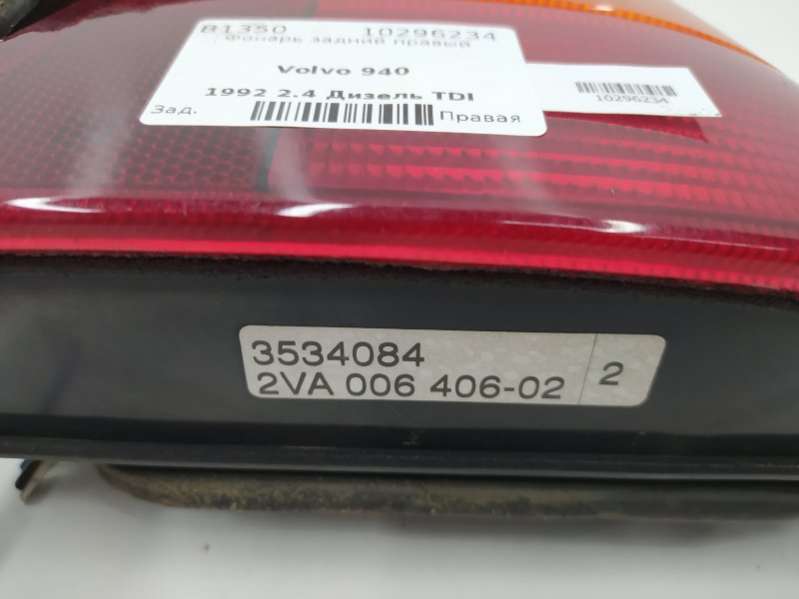 B1350 10296234
Фонарь задний правый
Volvo 940
1992 2.4 Дизель TDI
Зад. Правая
10296234
3534084
2VA 006 406-02 2